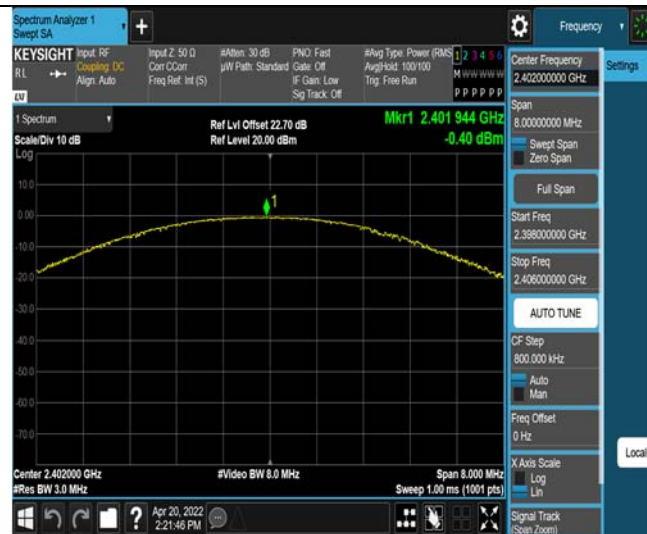 Spectrum Analyzer 1
Swept SA
+
Frequency
KEYSIGHT
RL
Input: RF
Coupling: DC
Align: Auto
Input Z: 50 Ω
Corr CCorr
Freq Ref: Int (S)
#Atten: 30 dB
µW Path: Standard
PNO: Fast
Gate: Off
IF Gain: Low
Sig Track: Off
#Avg Type: Power (RMS
Avg|Hold: 100/100
Trig: Free Run
1 2 3 4 5 6
M W W W W W
P P P P P P
LXI
1 Spectrum
Scale/Div 10 dB
Log
Ref Lvl Offset 22.70 dB
Ref Level 20.00 dBm
Mkr1 2.401 944 GHz
-0.40 dBm
10.0
0.00
-10.0
-20.0
-30.0
-40.0
-50.0
-60.0
-70.0
1
Center 2.402000 GHz
#Res BW 3.0 MHz
#Video BW 8.0 MHz
Span 8.000 MHz
Sweep 1.00 ms (1001 pts)
?
Apr 20, 2022
2:21:46 PM
Center Frequency
2.402000000 GHz
Settings
Span
8.00000000 MHz
Swept Span
Zero Span
Full Span
Start Freq
2.398000000 GHz
Stop Freq
2.406000000 GHz
AUTO TUNE
CF Step
800.000 kHz
Auto
Man
Freq Offset
0 Hz
Local
X Axis Scale
Log
Lin
Signal Track
(Span Zoom)